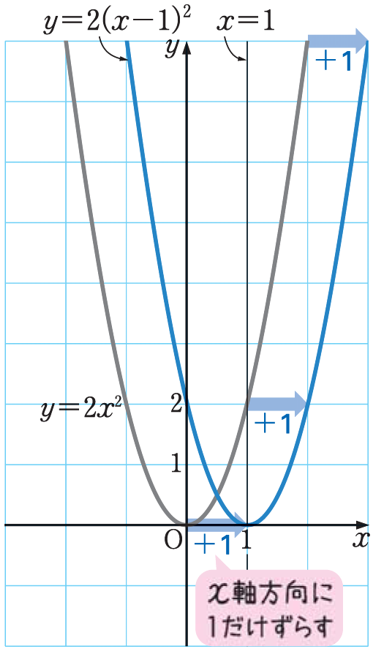 y=2(x−1)²
x=1
y
+1
y=2x²
2
+1
1
O
+1
1
x
x軸方向に
1だけずらす